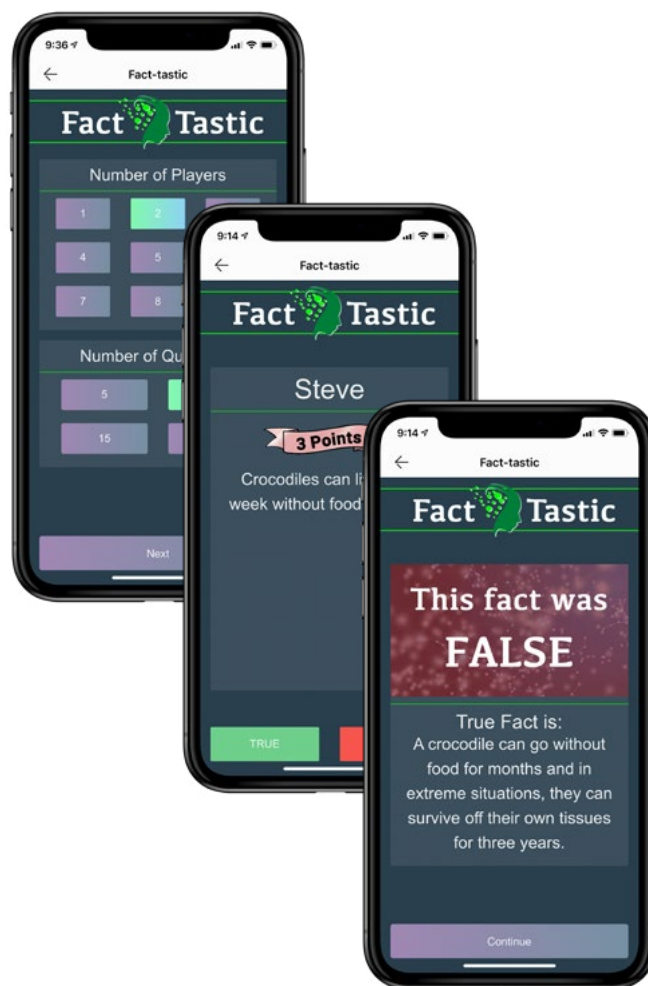 9:36
Fact-tastic
Fact Tastic
Number of Players
1 2
4 5
7 8
Number of Qu
5
15
Next
9:14
Fact-tastic
Fact Tastic
Steve
3 Points
Crocodiles can li
week without food
TRUE
9:14
Fact-tastic
Fact Tastic
This fact was
FALSE
True Fact is:
A crocodile can go without
food for months and in
extreme situations, they can
survive off their own tissues
for three years.
Continue